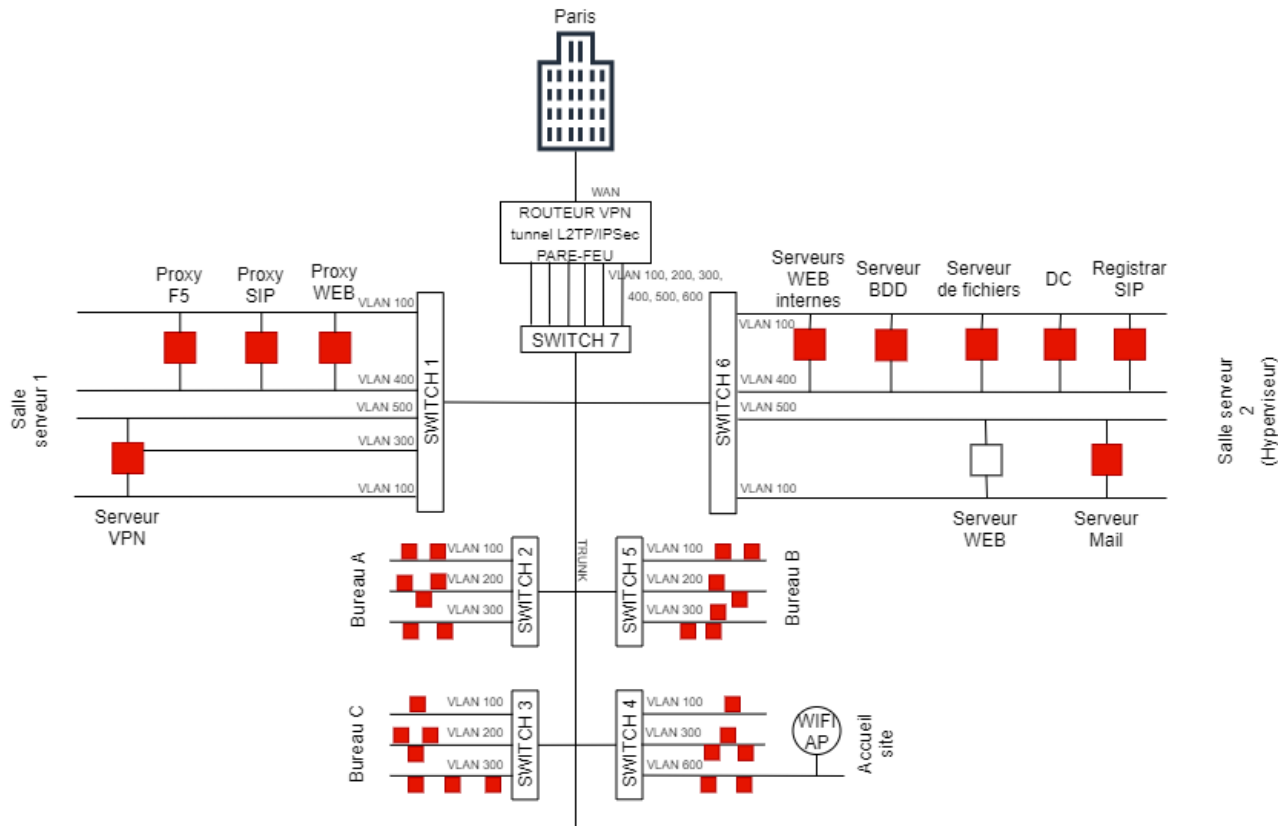 Paris
WAN
ROUTEUR VPN
tunnel L2TP/IPSec
PARE-FEU
VLAN 100, 200, 300,
400, 500, 600
SWITCH 7
Proxy
F5
Proxy
SIP
Proxy
WEB
VLAN 100
VLAN 400
VLAN 500
VLAN 300
VLAN 100
SWITCH 1
Salle
serveur 1
Serveur
VPN
Serveurs
WEB
internes
Serveur
BDD
Serveur
de fichiers
DC
Registrar
SIP
SWITCH 6
VLAN 100
VLAN 400
VLAN 500
VLAN 100
Serveur
WEB
Serveur
Mail
Salle serveur
2
(Hyperviseur)
TRUNK
Bureau A
VLAN 100
VLAN 200
VLAN 300
SWITCH 2
SWITCH 5
VLAN 100
VLAN 200
VLAN 300
Bureau B
Bureau C
VLAN 100
VLAN 200
VLAN 300
SWITCH 3
SWITCH 4
VLAN 100
VLAN 300
VLAN 600
WIFI
AP
Accueil
site